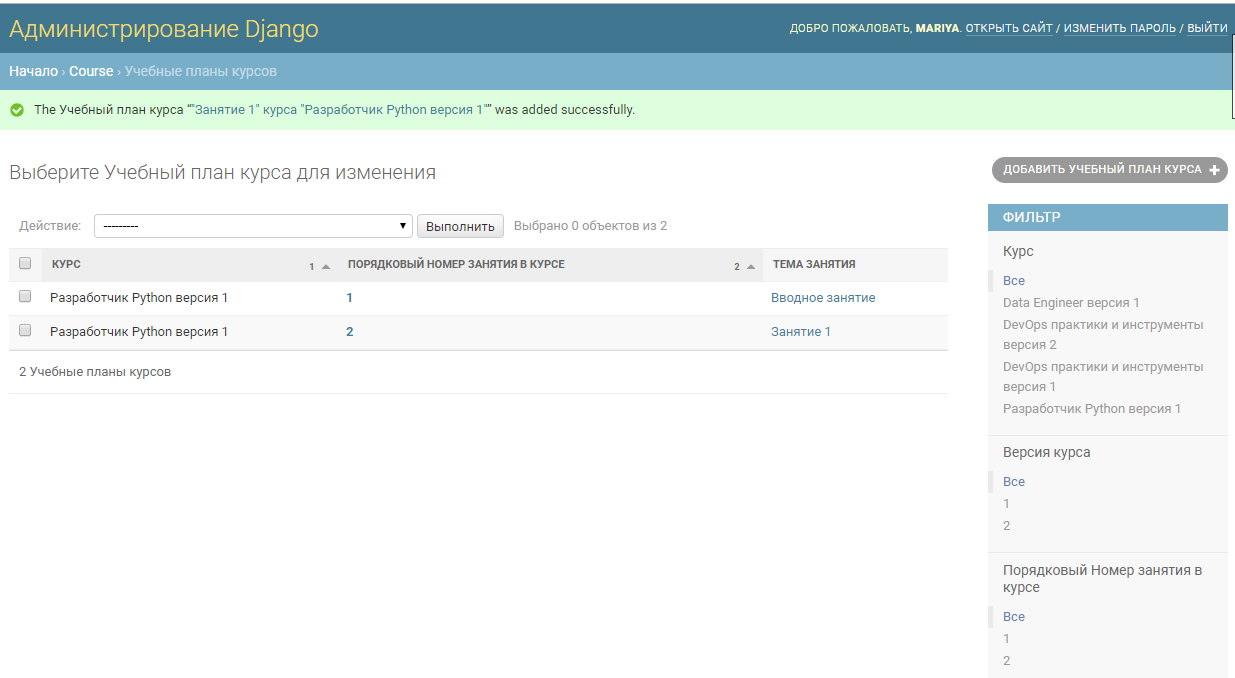 Администрирование Django
ДОБРО ПОЖАЛОВАТЬ, MARIYA. ОТКРЫТЬ САЙТ / ИЗМЕНИТЬ ПАРОЛЬ / ВЫЙТИ
Начало › Course › Учебные планы курсов
The Учебный план курса “"Занятие 1" курса "Разработчик Python версия 1"” was added successfully.
Выберите Учебный план курса для изменения
ДОБАВИТЬ УЧЕБНЫЙ ПЛАН КУРСА +
Действие: --------- Выполнить Выбрано 0 объектов из 2
КУРС 1 ПОРЯДКОВЫЙ НОМЕР ЗАНЯТИЯ В КУРСЕ 2 ТЕМА ЗАНЯТИЯ
Разработчик Python версия 1 1 Вводное занятие
Разработчик Python версия 1 2 Занятие 1
2 Учебные планы курсов
ФИЛЬТР
Курс
Все
Data Engineer версия 1
DevOps практики и инструменты
версия 2
DevOps практики и инструменты
версия 1
Разработчик Python версия 1
Версия курса
Все
1
2
Порядковый Номер занятия в
курсе
Все
1
2